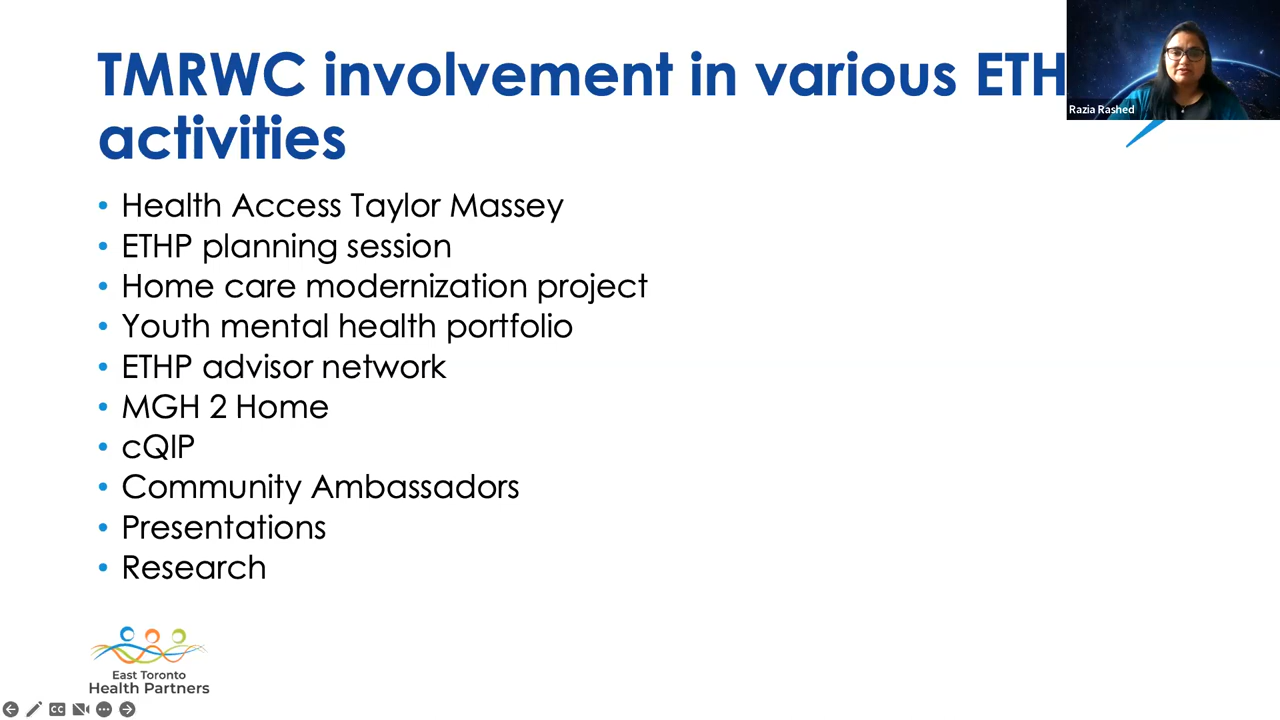 TMRWC involvement in various ETH
activities
Razia Rashed
• Health Access Taylor Massey
• ETHP planning session
• Home care modernization project
• Youth mental health portfolio
• ETHP advisor network
• MGH 2 Home
• cQIP
• Community Ambassadors
• Presentations
• Research
East Toronto
Health Partners
CC